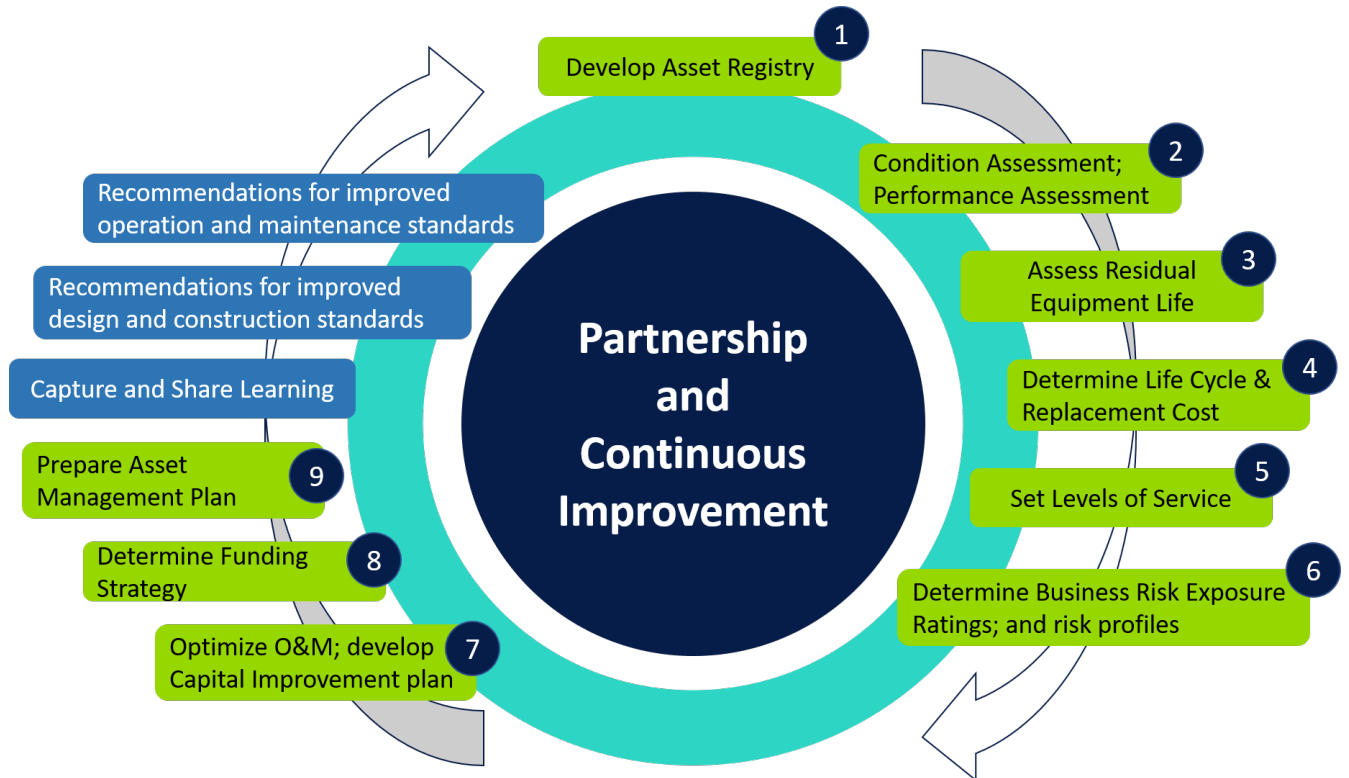 1
Develop Asset Registry
2
Condition Assessment;
Performance Assessment
3
Assess Residual
Equipment Life
4
Determine Life Cycle &
Replacement Cost
5
Set Levels of Service
6
Determine Business Risk Exposure
Ratings; and risk profiles
7
Optimize O&M; develop
Capital Improvement plan
8
Determine Funding
Strategy
9
Prepare Asset
Management Plan
Capture and Share Learning
Recommendations for improved
design and construction standards
Recommendations for improved
operation and maintenance standards
Partnership
and
Continuous
Improvement